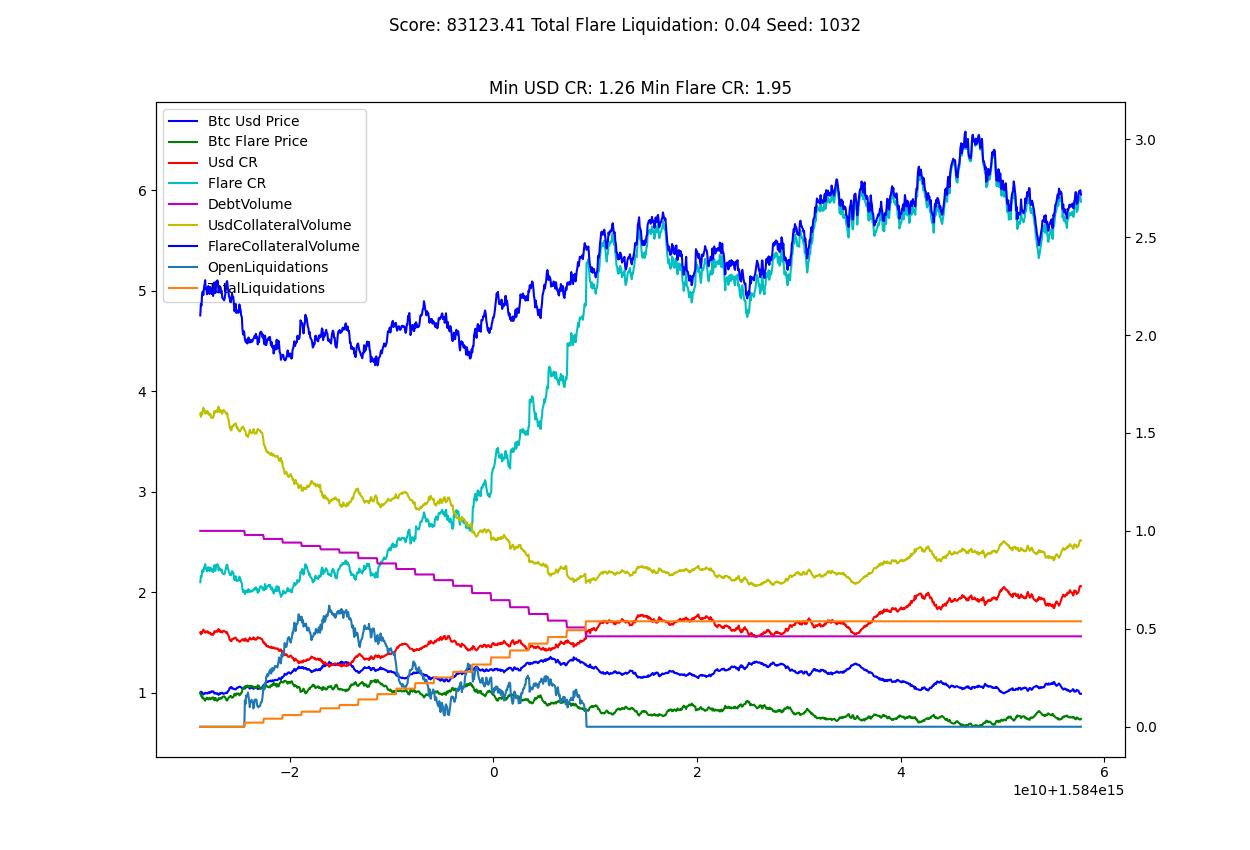 Score: 83123.41 Total Flare Liquidation: 0.04 Seed: 1032
Min USD CR: 1.26 Min Flare CR: 1.95
Btc Usd Price
Btc Flare Price
Usd CR
Flare CR
DebtVolume
UsdCollateralVolume
FlareCollateralVolume
OpenLiquidations
TotalLiquidations
6
5
4
3
2
1
3.0
2.5
2.0
1.5
1.0
0.5
0.0
−2
0
2
4
6
1e10+1.584e15